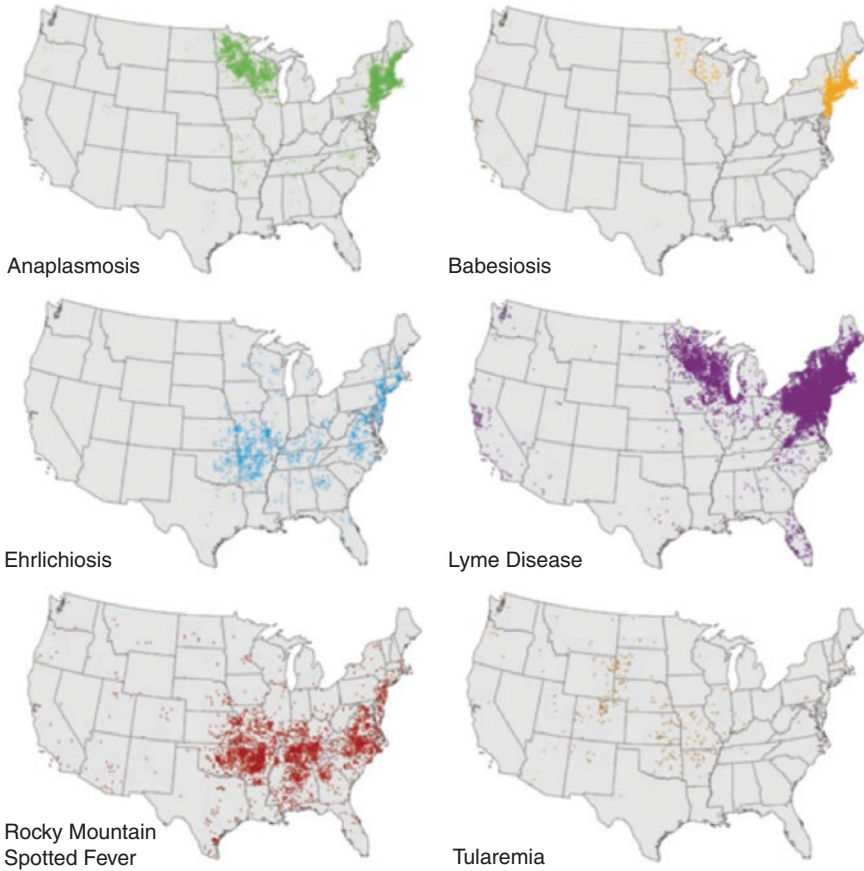 Anaplasmosis
Babesiosis
Ehrlichiosis
Lyme Disease
Rocky Mountain
Spotted Fever
Tularemia